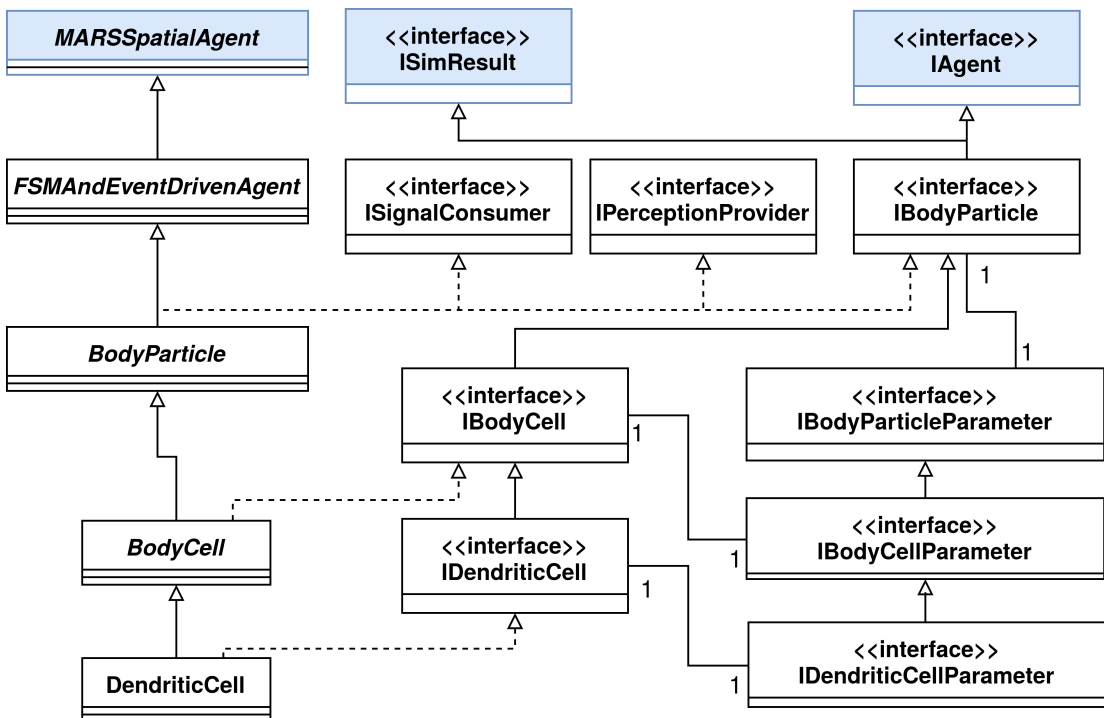 MARSSpatialAgent
<<interface>>
ISimResult
<<interface>>
IAgent
FSMAndEventDrivenAgent
<<interface>>
ISignalConsumer
<<interface>>
IPerceptionProvider
<<interface>>
IBodyParticle
1
1
BodyParticle
<<interface>>
IBodyCell
1
<<interface>>
IBodyParticleParameter
BodyCell
<<interface>>
IDendriticCell
1
1
<<interface>>
IBodyCellParameter
DendriticCell
1
<<interface>>
IDendriticCellParameter